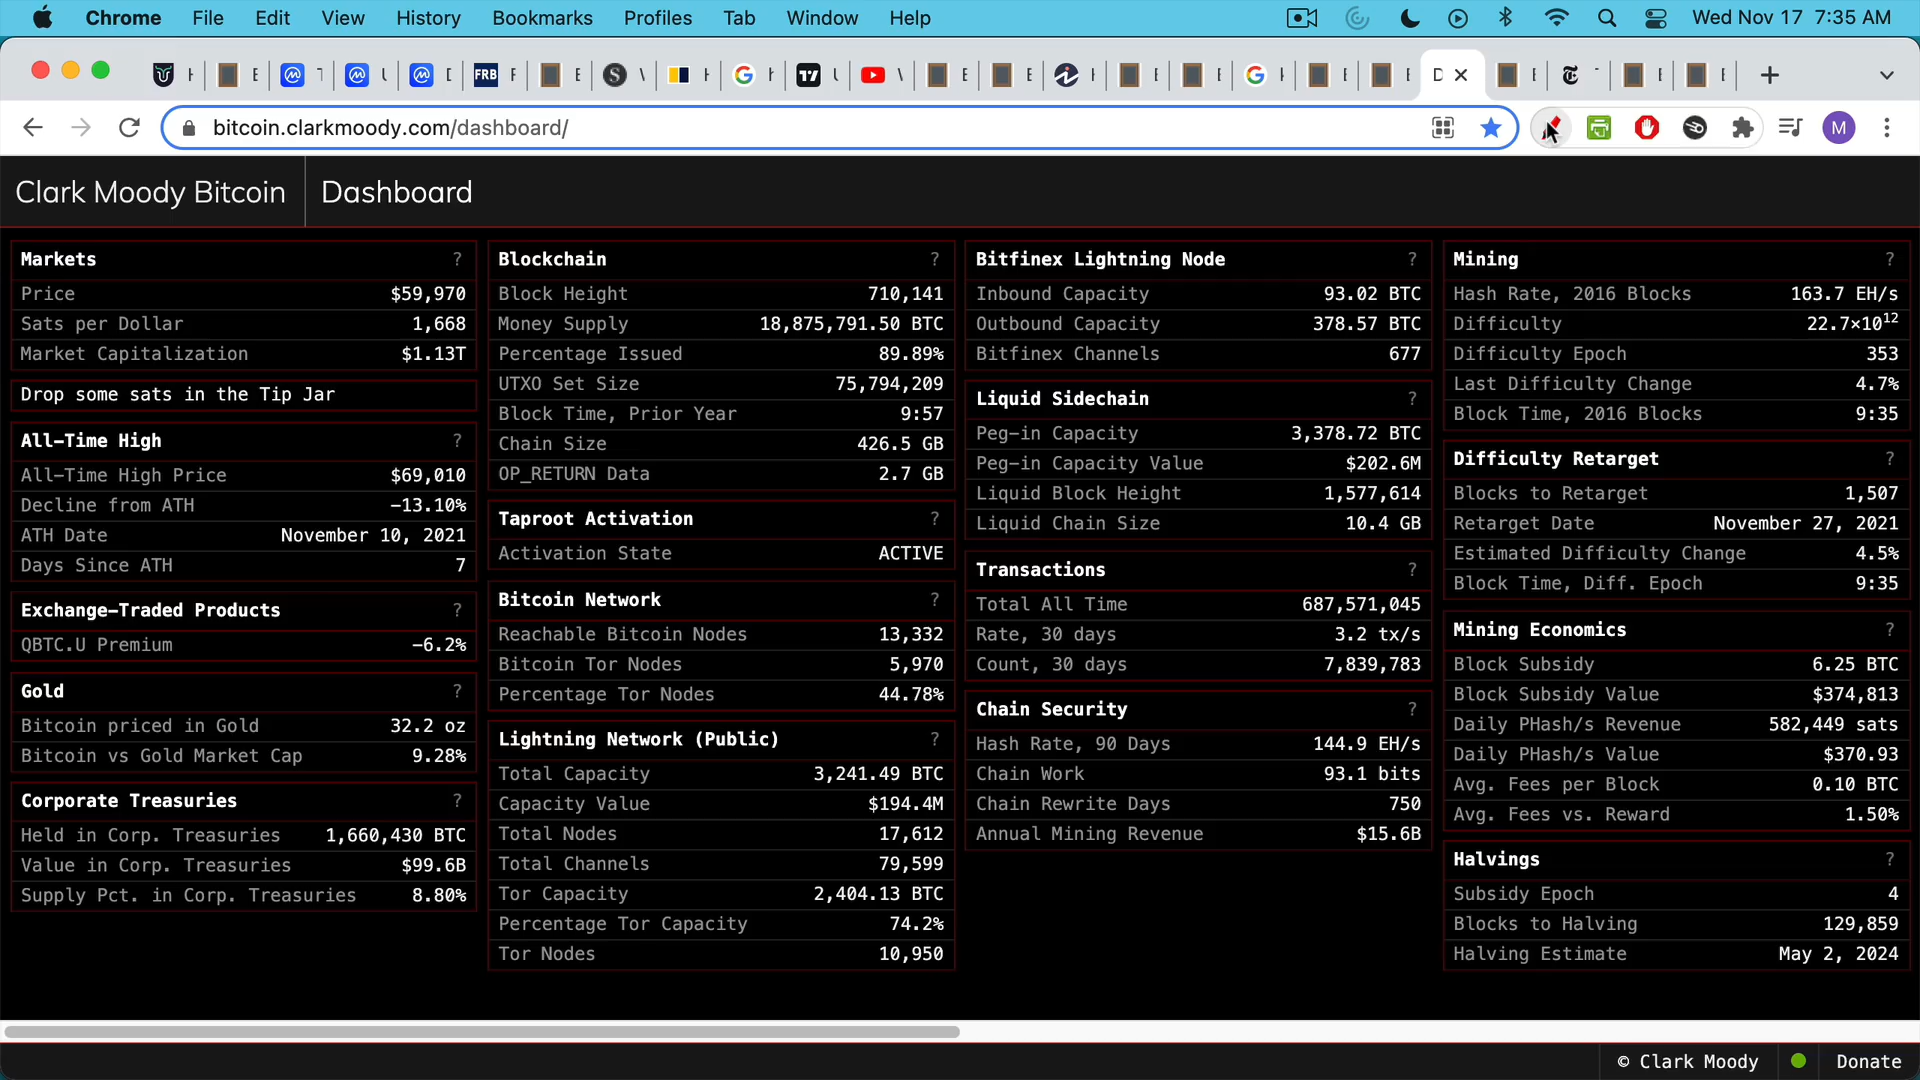 Chrome File Edit View History Bookmarks Profiles Tab Window Help Wed Nov 17 7:35 AM
bitcoin.clarkmoody.com/dashboard/
M
Clark Moody Bitcoin Dashboard
Markets ?
Price $59,970
Sats per Dollar 1,668
Market Capitalization $1.13T
Drop some sats in the Tip Jar
All-Time High ?
All-Time High Price $69,010
Decline from ATH -13.10%
ATH Date November 10, 2021
Days Since ATH 7
Exchange-Traded Products ?
QBTC.U Premium -6.2%
Gold ?
Bitcoin priced in Gold 32.2 oz
Bitcoin vs Gold Market Cap 9.28%
Corporate Treasuries ?
Held in Corp. Treasuries 1,660,430 BTC
Value in Corp. Treasuries $99.6B
Supply Pct. in Corp. Treasuries 8.80%
Blockchain ?
Block Height 710,141
Money Supply 18,875,791.50 BTC
Percentage Issued 89.89%
UTXO Set Size 75,794,209
Block Time, Prior Year 9:57
Chain Size 426.5 GB
OP_RETURN Data 2.7 GB
Taproot Activation ?
Activation State ACTIVE
Bitcoin Network ?
Reachable Bitcoin Nodes 13,332
Bitcoin Tor Nodes 5,970
Percentage Tor Nodes 44.78%
Lightning Network (Public) ?
Total Capacity 3,241.49 BTC
Capacity Value $194.4M
Total Nodes 17,612
Total Channels 79,599
Tor Capacity 2,404.13 BTC
Percentage Tor Capacity 74.2%
Tor Nodes 10,950
Bitfinex Lightning Node ?
Inbound Capacity 93.02 BTC
Outbound Capacity 378.57 BTC
Bitfinex Channels 677
Liquid Sidechain ?
Peg-in Capacity 3,378.72 BTC
Peg-in Capacity Value $202.6M
Liquid Block Height 1,577,614
Liquid Chain Size 10.4 GB
Transactions ?
Total All Time 687,571,045
Rate, 30 days 3.2 tx/s
Count, 30 days 7,839,783
Chain Security ?
Hash Rate, 90 Days 144.9 EH/s
Chain Work 93.1 bits
Chain Rewrite Days 750
Annual Mining Revenue $15.6B
Mining ?
Hash Rate, 2016 Blocks 163.7 EH/s
Difficulty 22.7×10¹²
Difficulty Epoch 353
Last Difficulty Change 4.7%
Block Time, 2016 Blocks 9:35
Difficulty Retarget ?
Blocks to Retarget 1,507
Retarget Date November 27, 2021
Estimated Difficulty Change 4.5%
Block Time, Diff. Epoch 9:35
Mining Economics ?
Block Subsidy 6.25 BTC
Block Subsidy Value $374,813
Daily PHash/s Revenue 582,449 sats
Daily PHash/s Value $370.93
Avg. Fees per Block 0.10 BTC
Avg. Fees vs. Reward 1.50%
Halvings ?
Subsidy Epoch 4
Blocks to Halving 129,859
Halving Estimate May 2, 2024
© Clark Moody Donate